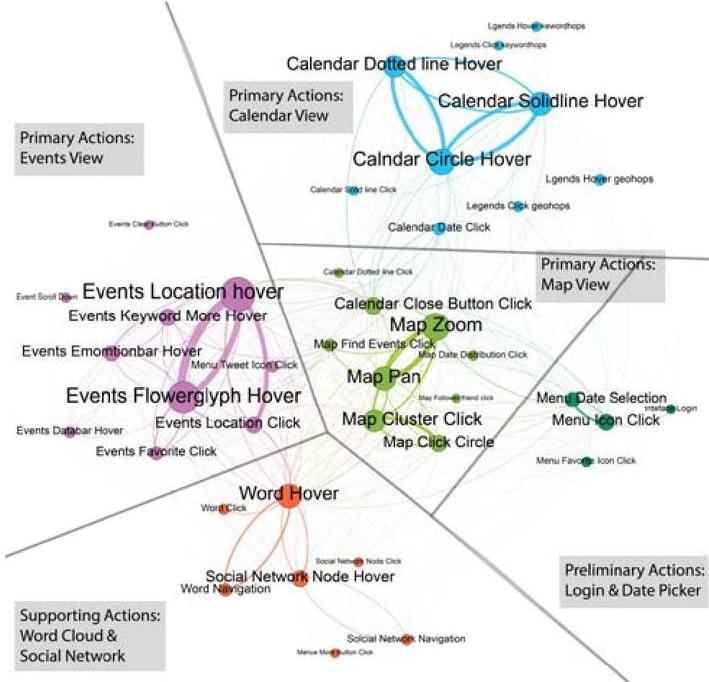 Lgends Hover kewordhops
Legends Click keywordhops
Calendar Dotted line Hover
Primary Actions:
Calendar View
Calendar Solidline Hover
Primary Actions:
Events View
Calndar Circle Hover
Lgends Hover geohops
Calendar Solid line Click
Legends Click geohops
Events Clear Button Click
Calendar Date Click
Primary Actions:
Map View
Calendar Dotted line Click
Event Scroll Down
Events Location hover
Calendar Close Button Click
Events Keyword More Hover
Map Zoom
Map Find Events Click
Events Emomtionbar Hover
Map Date Distribution Click
Menu Tweet Icon Click
Map Pan
Events Flowerglyph Hover
Map Follower friend click
Menu Date Selection
Inteface Login
Events Location Click
Map Cluster Click
Menu Icon Click
Events Databar Hover
Map Click Circle
Events Favorite Click
Menu Favorite Icon Click
Word Hover
Word Click
Social Network Node Click
Social Network Node Hover
Word Navigation
Preliminary Actions:
Login & Date Picker
Supporting Actions:
Word Cloud &
Social Network
Solcial Network Navigation
Menue More Button Click